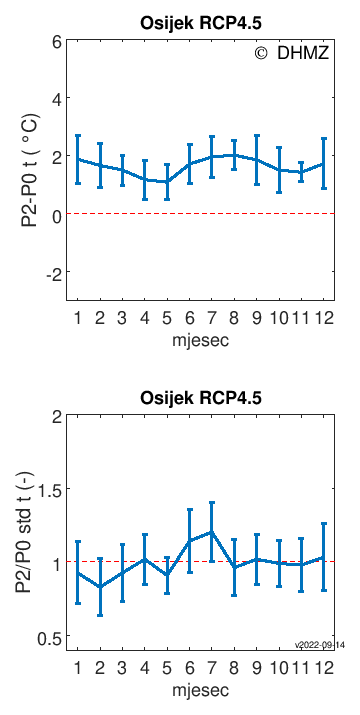 Osijek RCP4.5
© DHMZ
P2-P0 t ( °C)
6
4
2
0
-2
1 2 3 4 5 6 7 8 9 10 11 12
mjesec
Osijek RCP4.5
P2/P0 std t (-)
2
1.5
1
0.5
v2022-09-14
1 2 3 4 5 6 7 8 9 10 11 12
mjesec